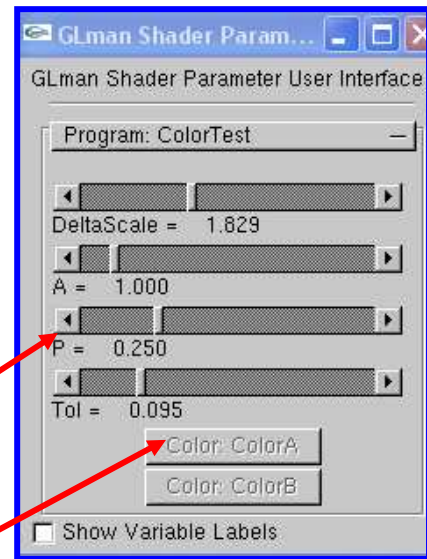 GLman Shader Param...
GLman Shader Parameter User Interface
Program: ColorTest
DeltaScale = 1.829
A = 1.000
P = 0.250
Tol = 0.095
Color: ColorA
Color: ColorB
Show Variable Labels